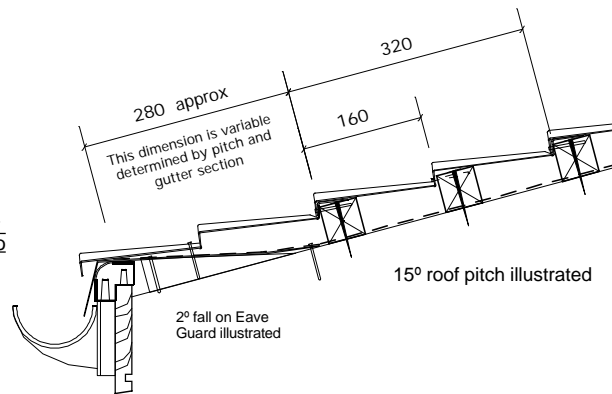 320
280 approx
160
This dimension is variable
determined by pitch and
gutter section
15º roof pitch illustrated
2º fall on Eave
Guard illustrated